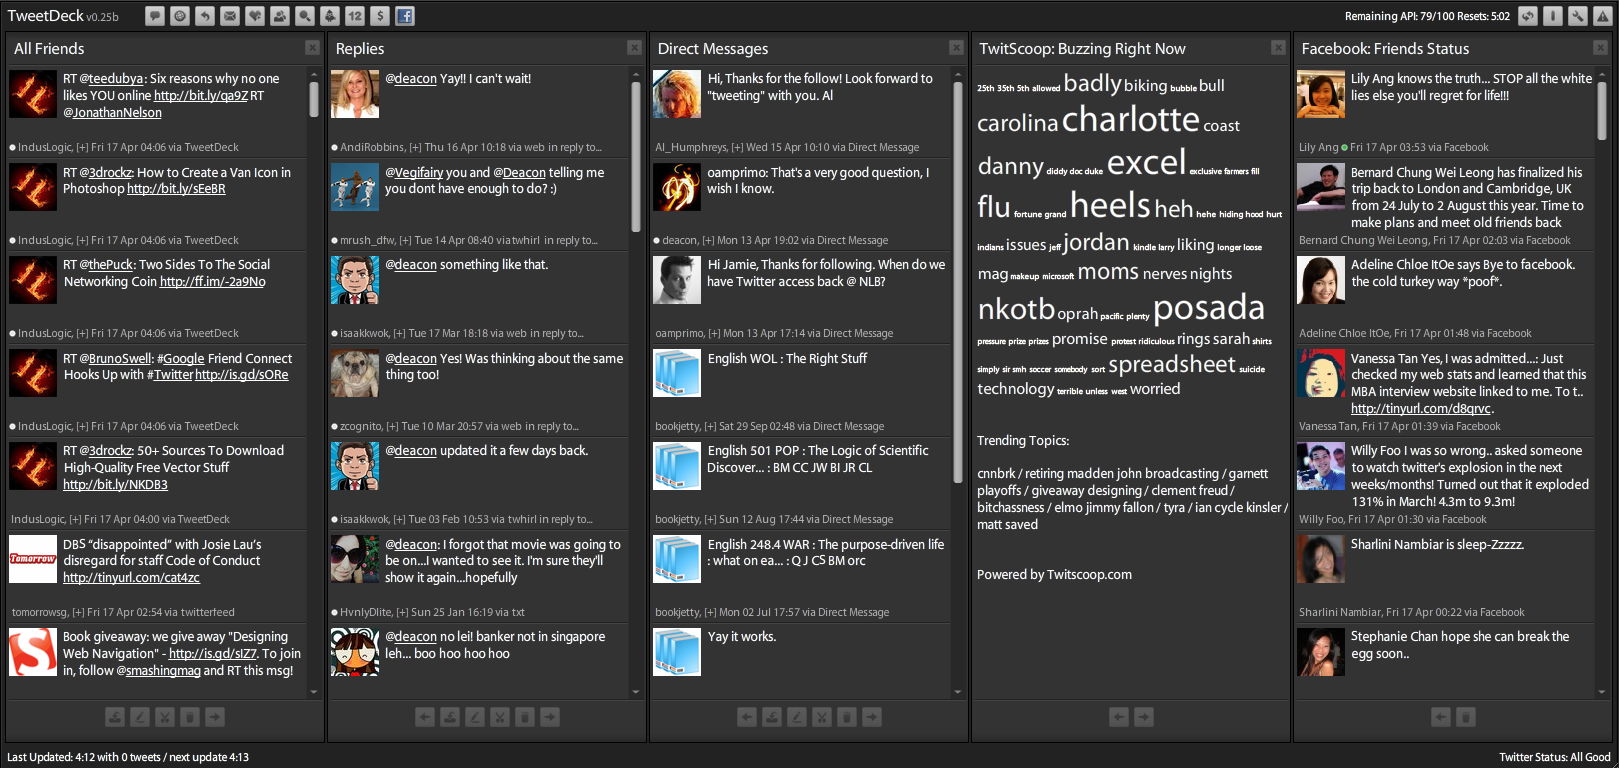 TweetDeck v0.25b
12
$
Remaining API: 79/100 Resets: 5:02
All Friends
RT @teedubya: Six reasons why no one
likes YOU online http://bit.ly/qa9Z RT
@JonathanNelson
IndusLogic, [+] Fri 17 Apr 04:06 via TweetDeck
RT @3drockz: How to Create a Van Icon in
Photoshop http://bit.ly/sEeBR
IndusLogic, [+] Fri 17 Apr 04:06 via TweetDeck
RT @thePuck: Two Sides To The Social
Networking Coin http://ff.im/-2a9No
IndusLogic, [+] Fri 17 Apr 04:06 via TweetDeck
RT @BrunoSwell: #Google Friend Connect
Hooks Up with #Twitter http://is.gd/sORe
IndusLogic, [+] Fri 17 Apr 04:06 via TweetDeck
RT @3drockz: 50+ Sources To Download
High-Quality Free Vector Stuff
http://bit.ly/NKDB3
IndusLogic, [+] Fri 17 Apr 04:00 via TweetDeck
Tomorrow
DBS “disappointed” with Josie Lau’s
disregard for staff Code of Conduct
http://tinyurl.com/cat4zc
tomorrowsg, [+] Fri 17 Apr 02:54 via twitterfeed
Book giveaway: we give away "Designing
Web Navigation" - http://is.gd/sIZ7. To join
in, follow @smashingmag and RT this msg!
Replies
@deacon Yay!! I can't wait!
AndiRobbins, [+] Thu 16 Apr 10:18 via web in reply to...
@Vegifairy you and @Deacon telling me
you dont have enough to do? :)
mrush_dfw, [+] Tue 14 Apr 08:40 via twhirl in reply to...
@deacon something like that.
isaakkwok, [+] Tue 17 Mar 18:18 via web in reply to...
@deacon Yes! Was thinking about the same
thing too!
zcognito, [+] Tue 10 Mar 20:57 via web in reply to...
@deacon updated it a few days back.
isaakkwok, [+] Tue 03 Feb 10:53 via twhirl in reply to...
@deacon: I forgot that movie was going to
be on...I wanted to see it. I'm sure they'll
show it again...hopefully
HvnlyDlite, [+] Sun 25 Jan 16:19 via txt
@deacon no lei! banker not in singapore
leh... boo hoo hoo hoo
Direct Messages
Hi, Thanks for the follow! Look forward to
"tweeting" with you. Al
Al_Humphreys, [+] Wed 15 Apr 10:10 via Direct Message
oamprimo: That's a very good question, I
wish I know.
deacon, [+] Mon 13 Apr 19:02 via Direct Message
Hi Jamie, Thanks for following. When do we
have Twitter access back @ NLB?
oamprimo, [+] Mon 13 Apr 17:14 via Direct Message
English WOL : The Right Stuff
bookjetty, [+] Sat 29 Sep 02:48 via Direct Message
English 501 POP : The Logic of Scientific
Discover... : BM CC JW BI JR CL
bookjetty, [+] Sun 12 Aug 17:44 via Direct Message
English 248.4 WAR : The purpose-driven life
: what on ea... : Q J CS BM orc
bookjetty, [+] Mon 02 Jul 17:57 via Direct Message
Yay it works.
TwitScoop: Buzzing Right Now
25th 35th 5th allowed badly biking bubble bull
carolina charlotte coast
danny diddy doc duke excel exclusive farmers fill
flu fortune grand heels heh hehe hiding hood hurt
indians issues jeff jordan kindle larry liking longer loose
mag makeup microsoft moms nerves nights
nkotb oprah pacific plenty posada
pressure prize prizes promise protest ridiculous rings sarah shirts
simply sir smh soccer somebody sort spreadsheet suicide
technology terrible unless west worried
Trending Topics:
cnnbrk / retiring madden john broadcasting / garnett
playoffs / giveaway designing / clement freud /
bitchassness / elmo jimmy fallon / tyra / ian cycle kinsler /
matt saved
Powered by Twitscoop.com
Facebook: Friends Status
Lily Ang knows the truth... STOP all the white
lies else you'll regret for life!!!
Lily Ang Fri 17 Apr 03:53 via Facebook
Bernard Chung Wei Leong has finalized his
trip back to London and Cambridge, UK
from 24 July to 2 August this year. Time to
make plans and meet old friends back
Bernard Chung Wei Leong, Fri 17 Apr 02:03 via Facebook
Adeline Chloe ItOe says Bye to facebook.
the cold turkey way *poof*.
Adeline Chloe ItOe, Fri 17 Apr 01:48 via Facebook
Vanessa Tan Yes, I was admitted...: Just
checked my web stats and learned that this
MBA interview website linked to me. To t..
http://tinyurl.com/d8qrvc.
Vanessa Tan, Fri 17 Apr 01:39 via Facebook
Willy Foo I was so wrong.. asked someone
to watch twitter's explosion in the next
weeks/months! Turned out that it exploded
131% in March! 4.3m to 9.3m!
Willy Foo, Fri 17 Apr 01:30 via Facebook
Sharlini Nambiar is sleep-Zzzzz.
Sharlini Nambiar, Fri 17 Apr 00:22 via Facebook
Stephanie Chan hope she can break the
egg soon..
Last Updated: 4:12 with 0 tweets / next update 4:13
Twitter Status: All Good